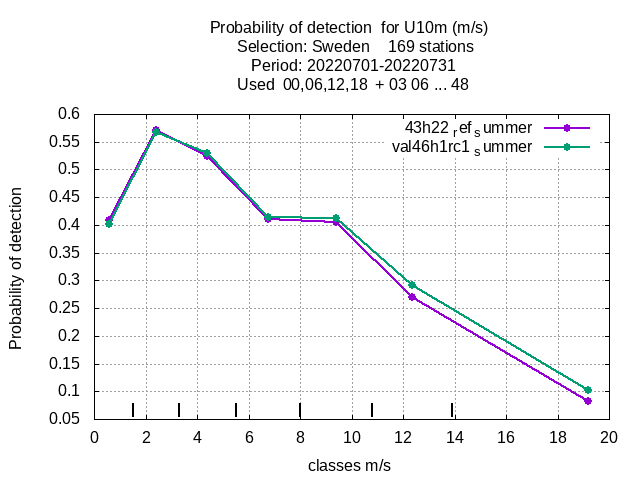 Probability of detection for U10m (m/s)
Selection: Sweden 169 stations
Period: 20220701-20220731
Used 00,06,12,18 + 03 06 ... 48
43h22 ref summer
val46h1rc1 summer
Probability of detection
0.6
0.55
0.5
0.45
0.4
0.35
0.3
0.25
0.2
0.15
0.1
0.05
0 2 4 6 8 10 12 14 16 18 20
classes m/s